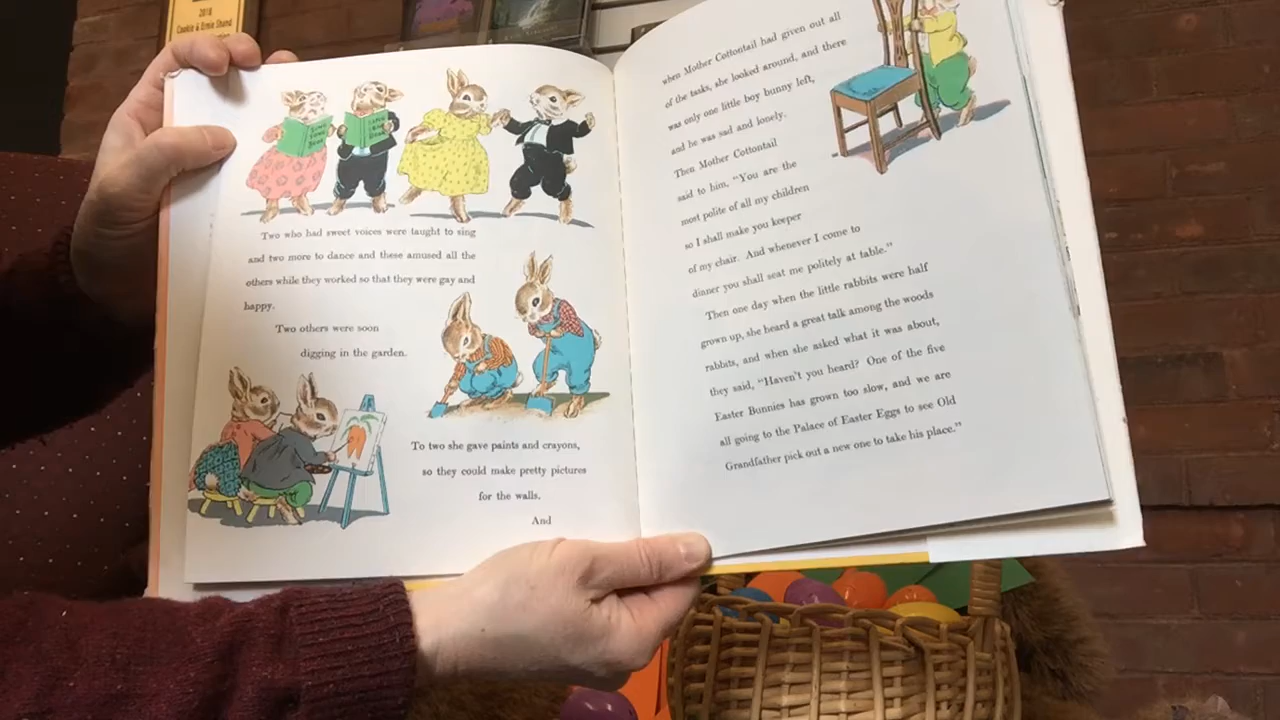 2018
Cookie & Ernie Shand
Two who had sweet voices were taught to sing
and two more to dance and these amused all the
others while they worked so that they were gay and
happy.
Two others were soon
digging in the garden.
To two she gave paints and crayons,
so they could make pretty pictures
for the walls.
And
when Mother Cottontail had given out all
of the tasks, she looked around, and there
was only one little boy bunny left,
and he was sad and lonely.
Then Mother Cottontail
said to him, “You are the
most polite of all my children
so I shall make you keeper
of my chair. And whenever I come to
dinner you shall seat me politely at table.”
Then one day when the little rabbits were half
grown up, she heard a great talk among the woods
rabbits, and when she asked what it was about,
they said, “Haven’t you heard? One of the five
Easter Bunnies has grown too slow, and we are
all going to the Palace of Easter Eggs to see Old
Grandfather pick out a new one to take his place.”